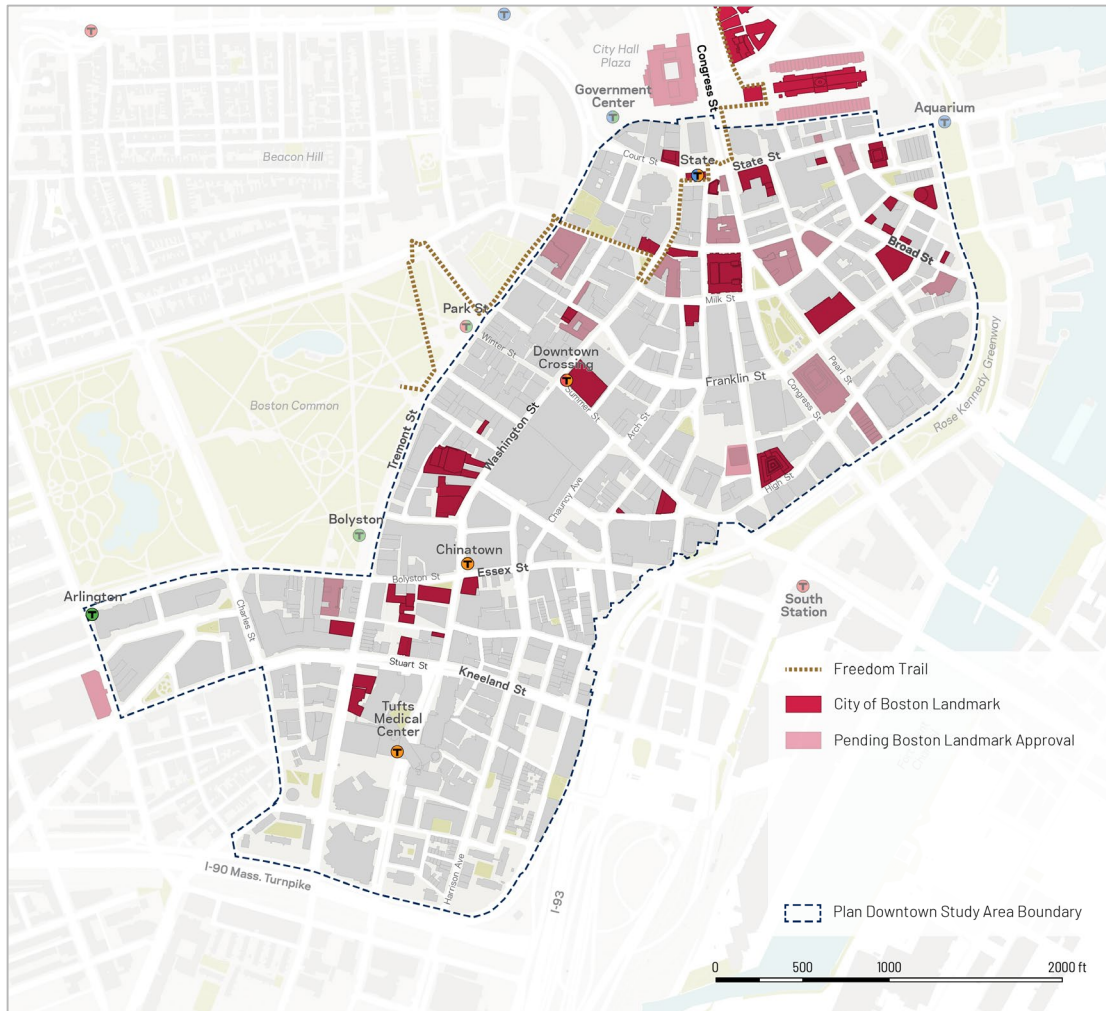 City Hall
Plaza
Congress St
Government
Center
Aquarium
Beacon Hill
Court St
State
State St
Broad St
Park St
Milk St
Winter St
Downtown
Crossing
Summer St
Franklin St
Pearl St
Congress St
Rose Kennedy Greenway
Boston Common
Tremont St
Washington St
Arch St
High St
Chauncy Ave
Bolyston
Chinatown
Essex St
Bolyston St
Arlington
Charles St
South
Station
Stuart St
Kneeland St
Tufts
Medical
Center
Harrison Ave
I-90 Mass. Turnpike
I-93
Freedom Trail
City of Boston Landmark
Pending Boston Landmark Approval
Plan Downtown Study Area Boundary
0
500
1000
2000 ft
T
T
T
T
T
T
T
T
T
T
T
T